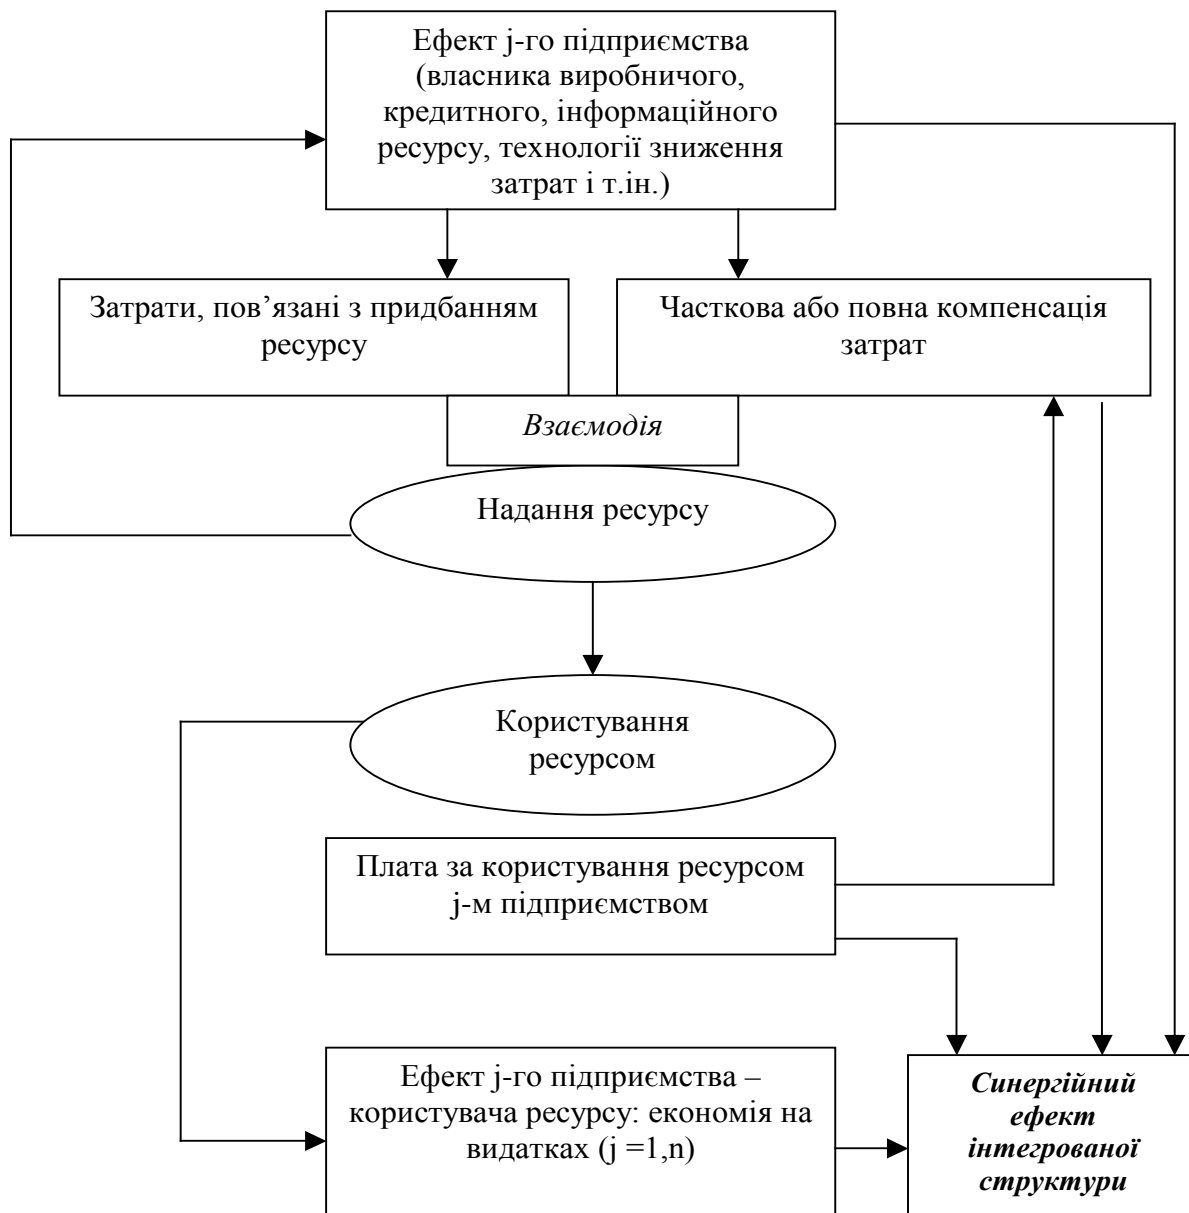 Ефект j-го підприємства
(власника виробничого,
кредитного, інформаційного
ресурсу, технології зниження
затрат і т.ін.)
Затрати, пов’язані з придбанням
ресурсу
Часткова або повна компенсація
затрат
Взаємодія
Надання ресурсу
Користування
ресурсом
Плата за користування ресурсом
j-м підприємством
Ефект j-го підприємства –
користувача ресурсу: економія на
видатках (j =1,n)
Синергійний
ефект
інтегрованої
структури